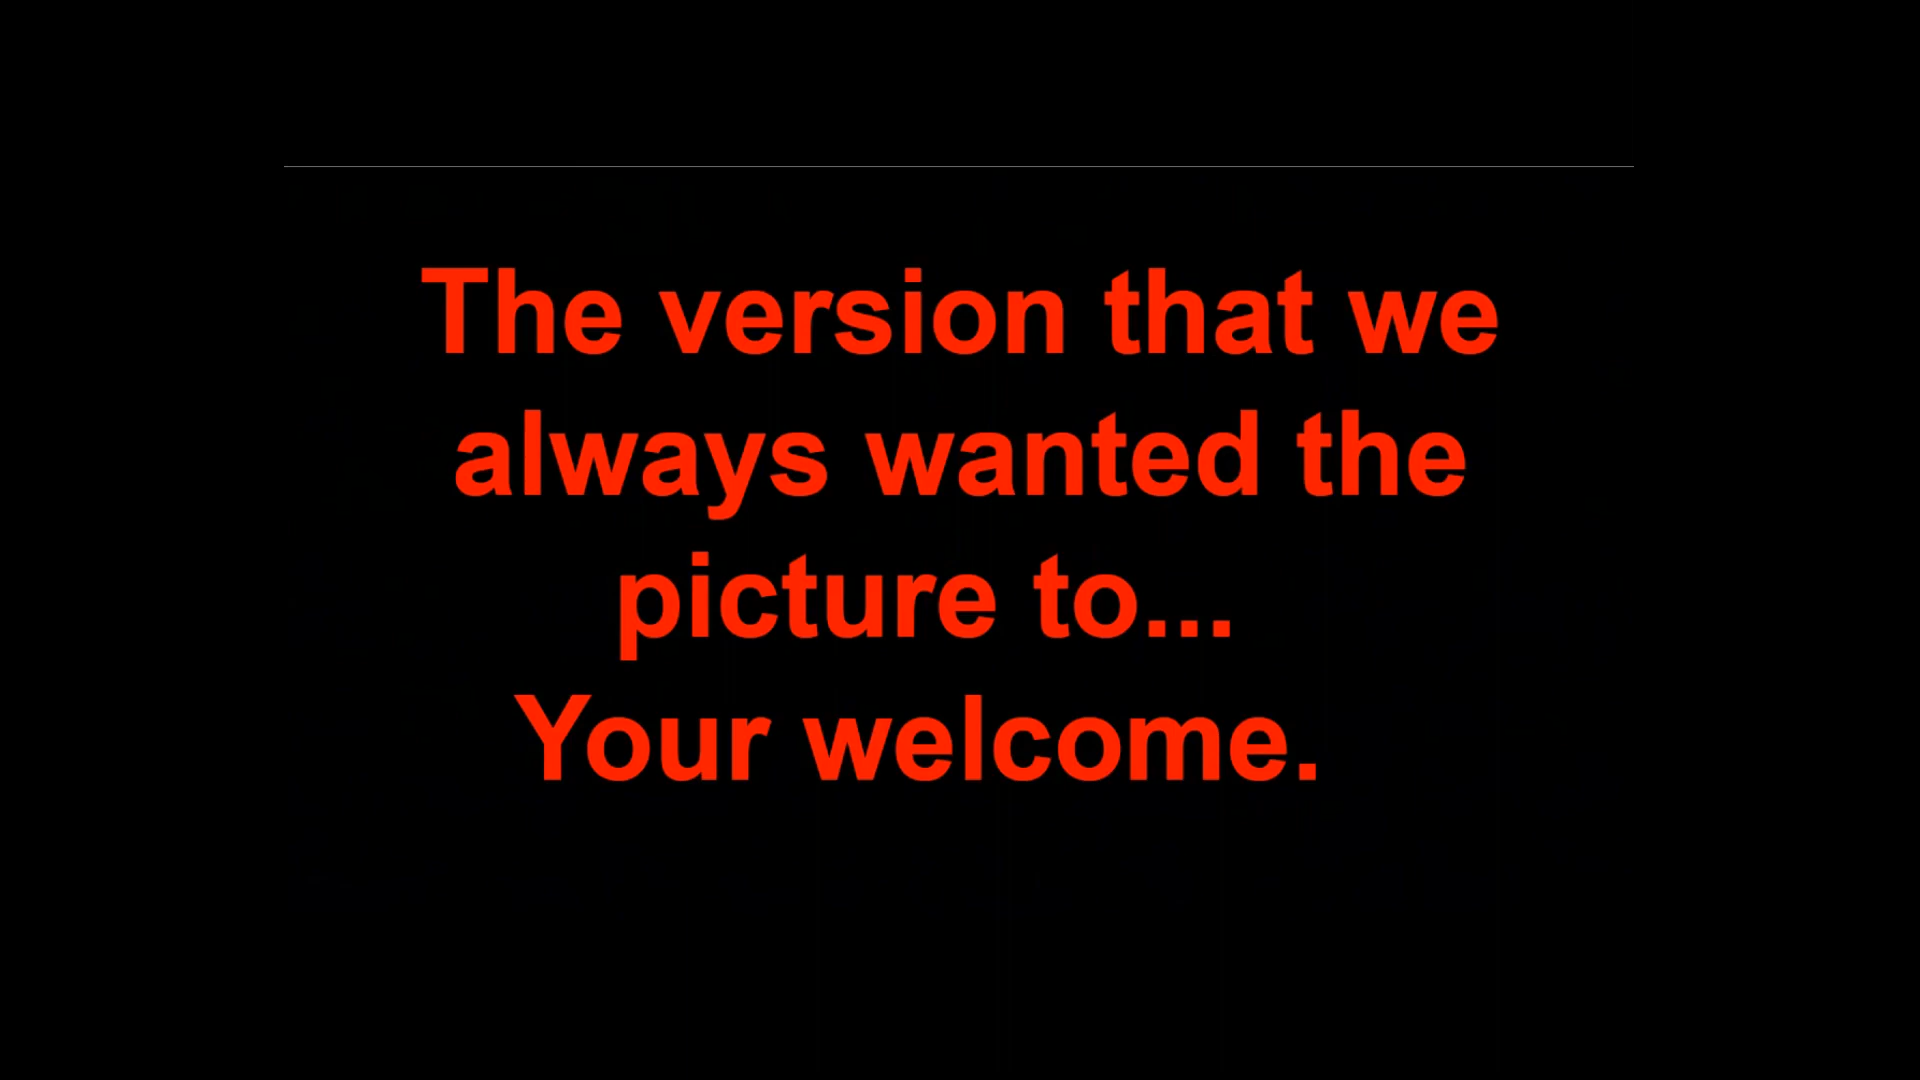 The version that we
always wanted the
picture to...
Your welcome.